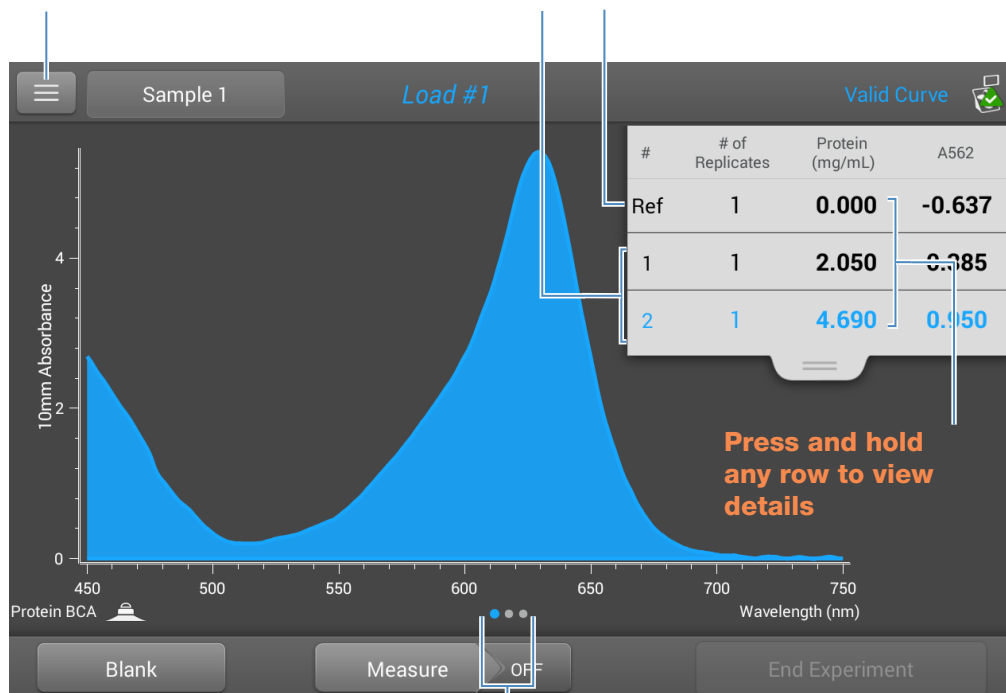 Sample 1
Load #1
Valid Curve
# # of Replicates Protein (mg/mL) A562
Ref 1 0.000 -0.637
1 1 2.050 0.385
2 1 4.690 0.950
Press and hold
any row to view
details
10mm Absorbance
4
2
0
450 500 550 600 650 700 750
Protein BCA
Wavelength (nm)
Blank
Measure
OFF
End Experiment